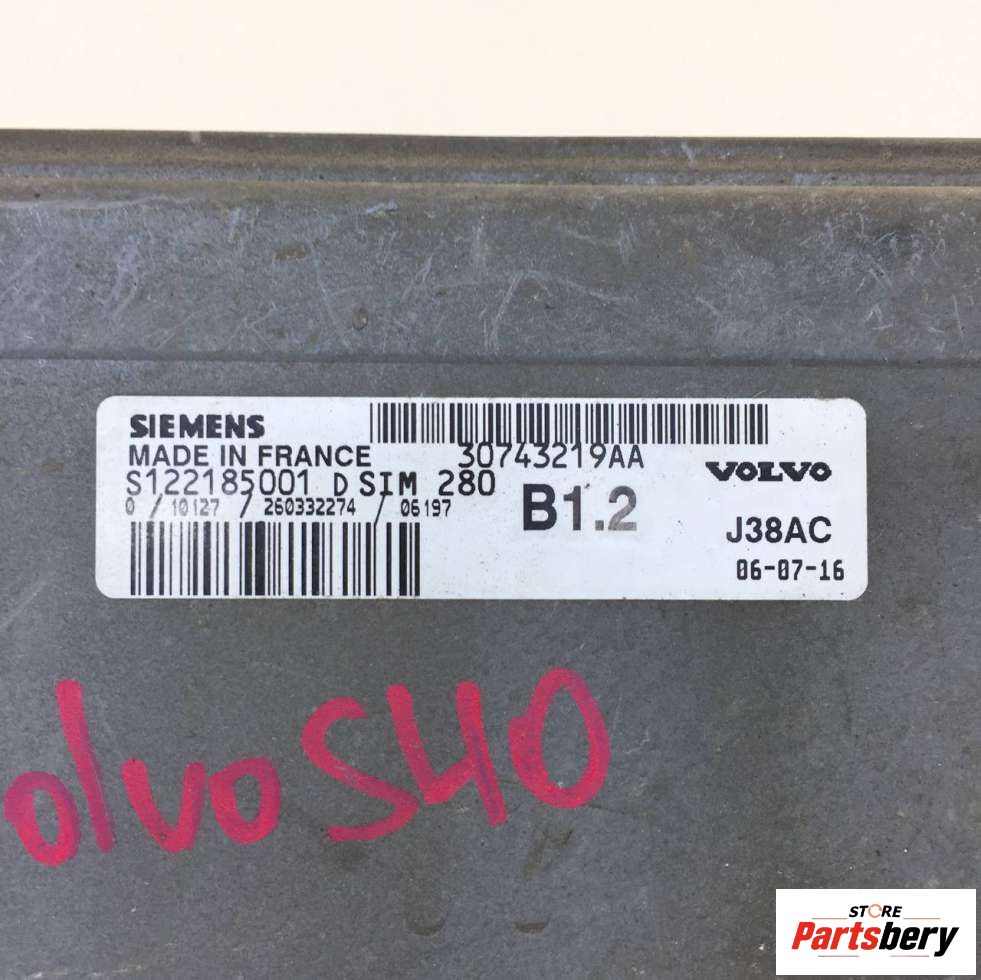 SIEMENS
MADE IN FRANCE
30743219AA
S122185001 D SIM 280
0 / 10127 / 260332274 / 06197
B1.2
VOLVO
J38AC
06-07-16
olvo S40
STORE
Partsbery